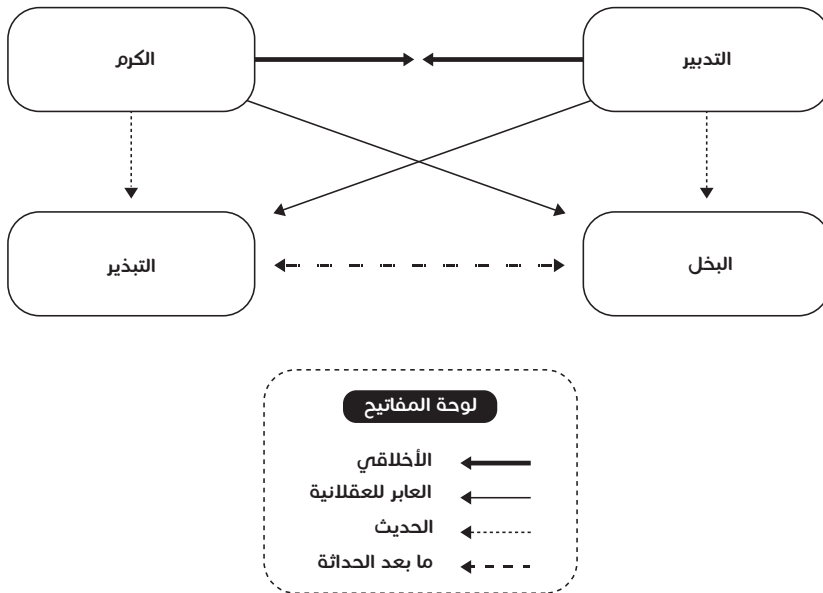 التدبير
الكرم
البخل
التبذير
لوحة المفاتيح
الأخلاقي
العابر للعقلانية
الحديث
ما بعد الحداثة